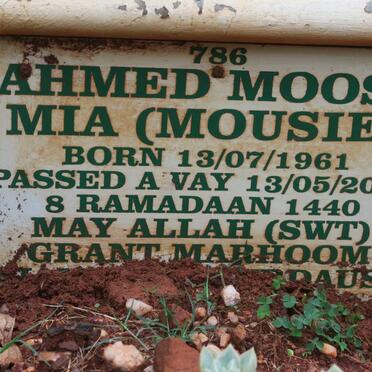 786
AHMED MOOS
MIA (MOUSIE
BORN 13/07/1961
PASSED A VAY 13/05/20
8 RAMADAAN 1440
MAY ALLAH (SWT)
GRANT MARHOOM